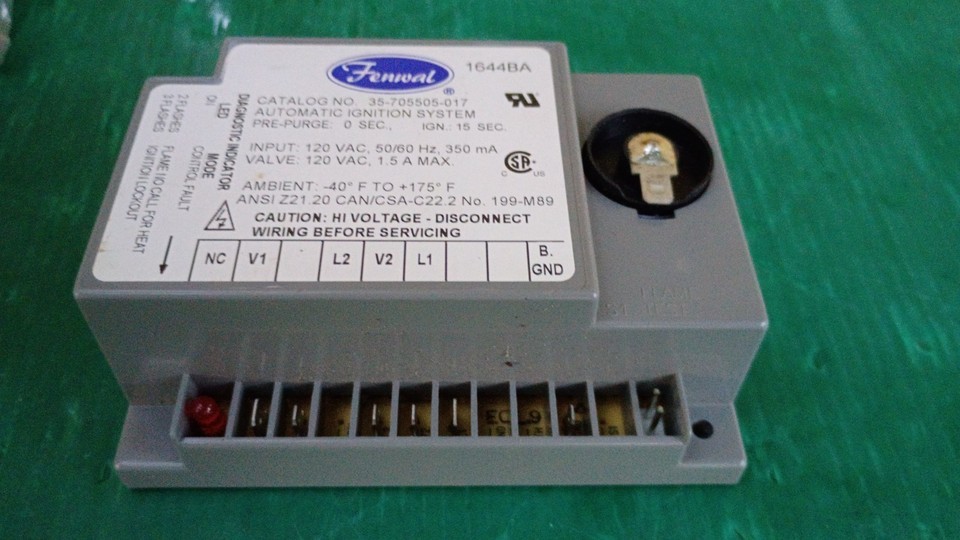 Fenwal
®
1644BA
CATALOG NO. 35-705505-017
AUTOMATIC IGNITION SYSTEM
PRE-PURGE: 0 SEC., IGN.: 15 SEC.
INPUT: 120 VAC, 50/60 Hz, 350 mA
VALVE: 120 VAC, 1.5 A MAX.
RU
CSA
C US
AMBIENT: -40° F TO +175° F
ANSI Z21.20 CAN/CSA-C22.2 No. 199-M89
CAUTION: HI VOLTAGE - DISCONNECT
WIRING BEFORE SERVICING
NC V1 L2 V2 L1 B. GND
DIAGNOSTIC INDICATOR
LED MODE
ON CONTROL FAULT
2 FLASHES FLAME NO CALL FOR HEAT
3 FLASHES IGNITION LOCKOUT